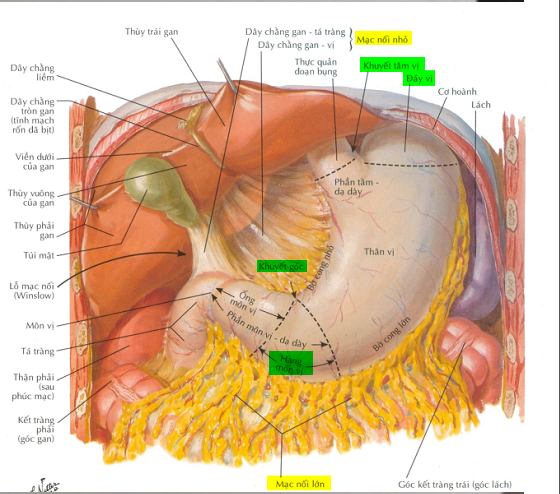 Thùy trái gan
Dây chằng gan - tá tràng
Dây chằng gan - vị
Mạc nối nhỏ
Thực quản
đoạn bụng
Khuyết tâm vị
Đáy vị
Cơ hoành
Lách
Dây chằng
liềm
Dây chằng
tròn gan
(tĩnh mạch
rốn đã bịt)
Viền dưới
của gan
Thùy vuông
của gan
Thùy phải
gan
Túi mật
Lỗ mạc nối
(Winslow)
Môn vị
Tá tràng
Thận phải
(sau
phúc mạc)
Kết tràng
phải
(góc gan)
Phần tâm -
dạ dày
Thân vị
Khuyết góc
Bờ cong nhỏ
Ống
môn vị
Phần môn vị - dạ dày
Hang
môn vị
Bờ cong lớn
Mạc nối lớn
Góc kết tràng trái (góc lách)